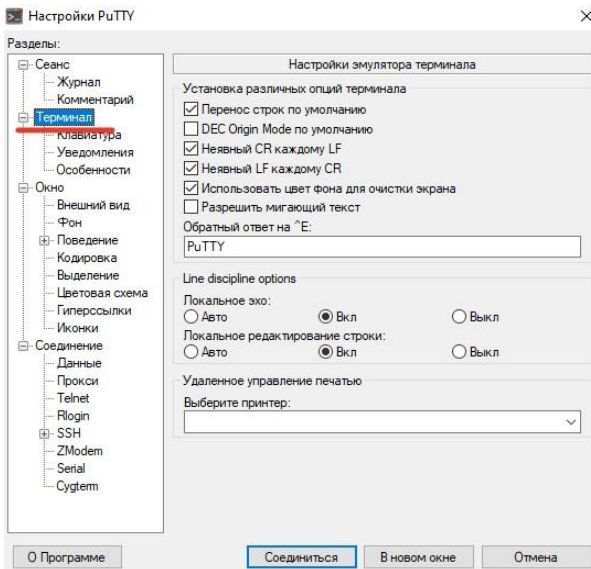 Настройки PuTTY
Разделы:
Сеанс
Журнал
Комментарий
Терминал
Клавиатура
Уведомления
Особенности
Окно
Внешний вид
Фон
Поведение
Кодировка
Выделение
Цветовая схема
Гиперссылки
Иконки
Соединение
Данные
Прокси
Telnet
Rlogin
SSH
ZModem
Serial
Cygterm
Настройки эмулятора терминала
Установка различных опций терминала
Перенос строк по умолчанию
DEC Origin Mode по умолчанию
Неявный CR каждому LF
Неявный LF каждому CR
Использовать цвет фона для очистки экрана
Разрешить мигающий текст
Обратный ответ на ^E:
PuTTY
Line discipline options
Локальное эхо:
Авто Вкл Выкл
Локальное редактирование строки:
Авто Вкл Выкл
Удаленное управление печатью
Выберите принтер:
О Программе Соединиться В новом окне Отмена